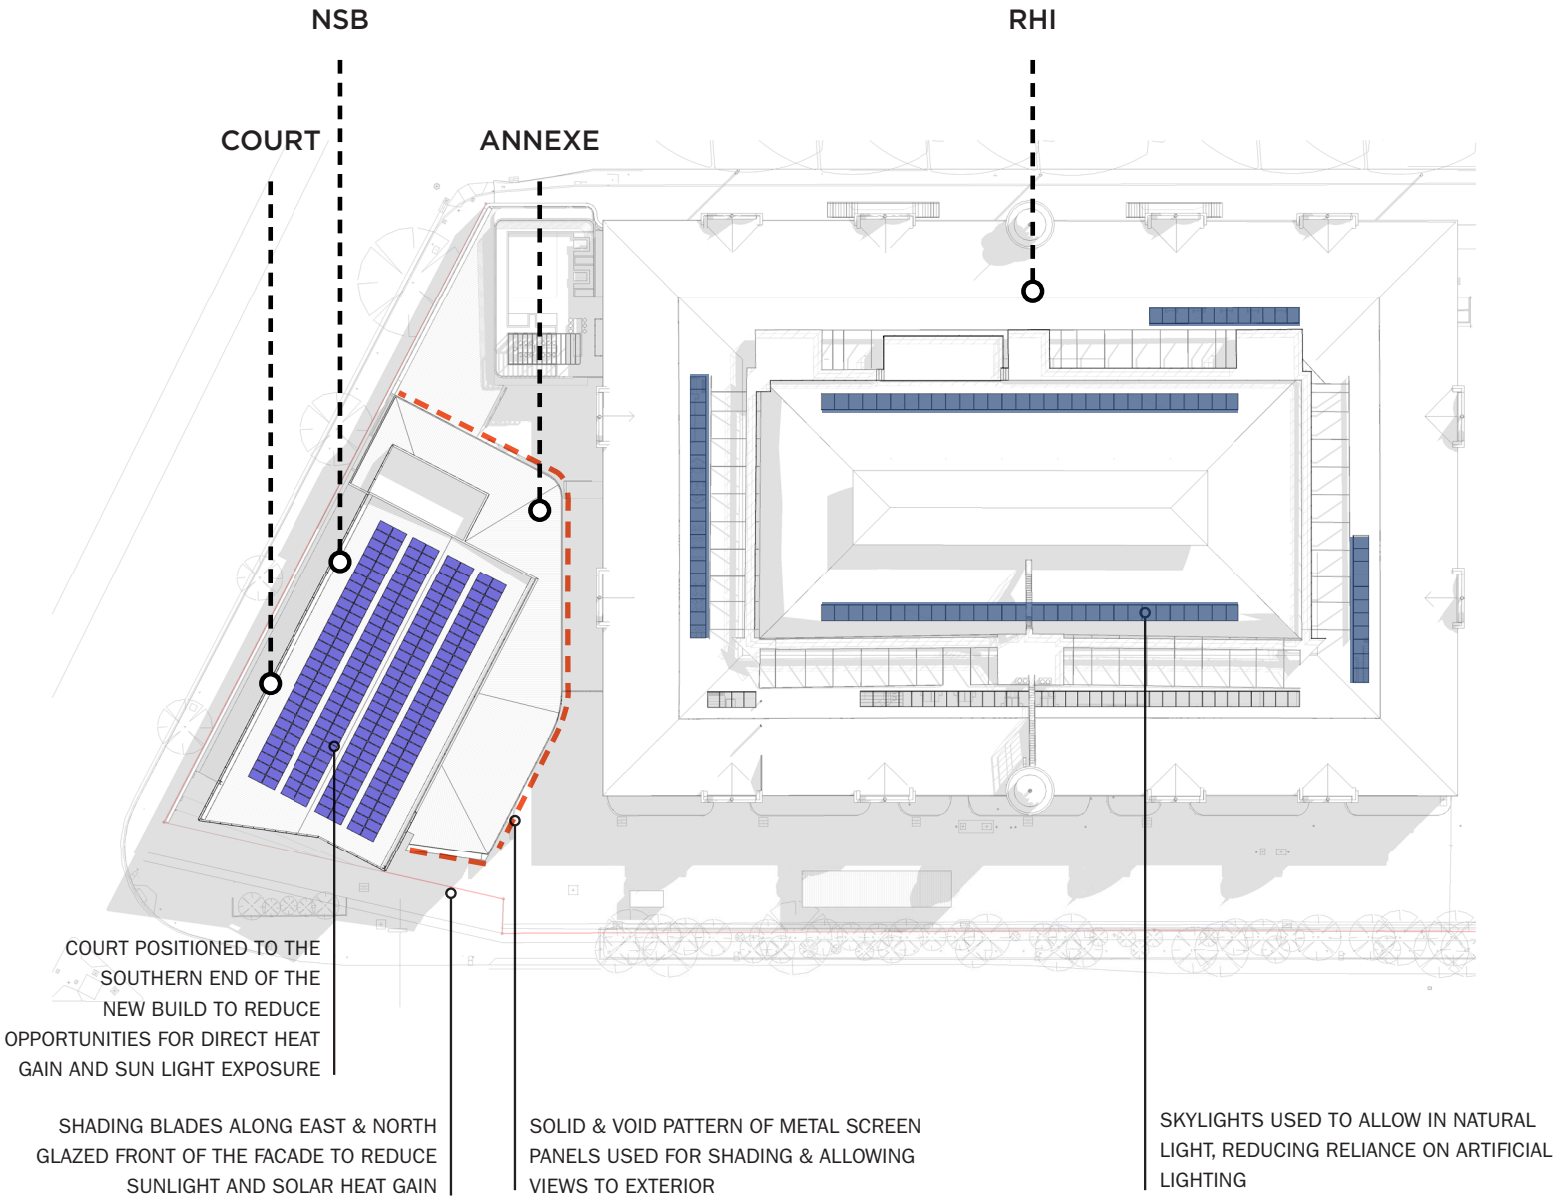 NSB
RHI
COURT
ANNEXE
COURT POSITIONED TO THE
SOUTHERN END OF THE
NEW BUILD TO REDUCE
OPPORTUNITIES FOR DIRECT HEAT
GAIN AND SUN LIGHT EXPOSURE
SHADING BLADES ALONG EAST & NORTH
GLAZED FRONT OF THE FACADE TO REDUCE
SUNLIGHT AND SOLAR HEAT GAIN
SOLID & VOID PATTERN OF METAL SCREEN
PANELS USED FOR SHADING & ALLOWING
VIEWS TO EXTERIOR
SKYLIGHTS USED TO ALLOW IN NATURAL
LIGHT, REDUCING RELIANCE ON ARTIFICIAL
LIGHTING